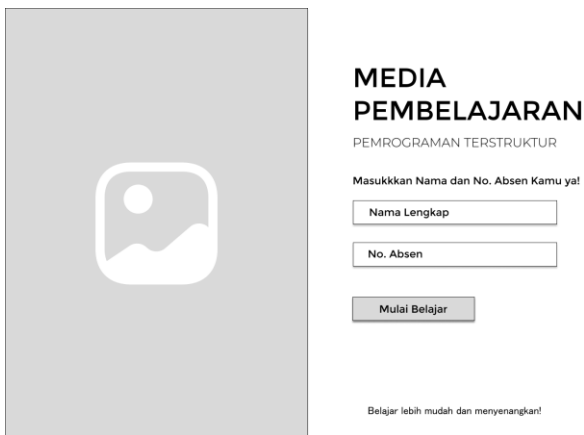 MEDIA
PEMBELAJARAN
PEMROGRAMAN TERSTRUKTUR
Masukkkan Nama dan No. Absen Kamu ya!
Nama Lengkap
No. Absen
Mulai Belajar
Belajar lebih mudah dan menyenangkan!